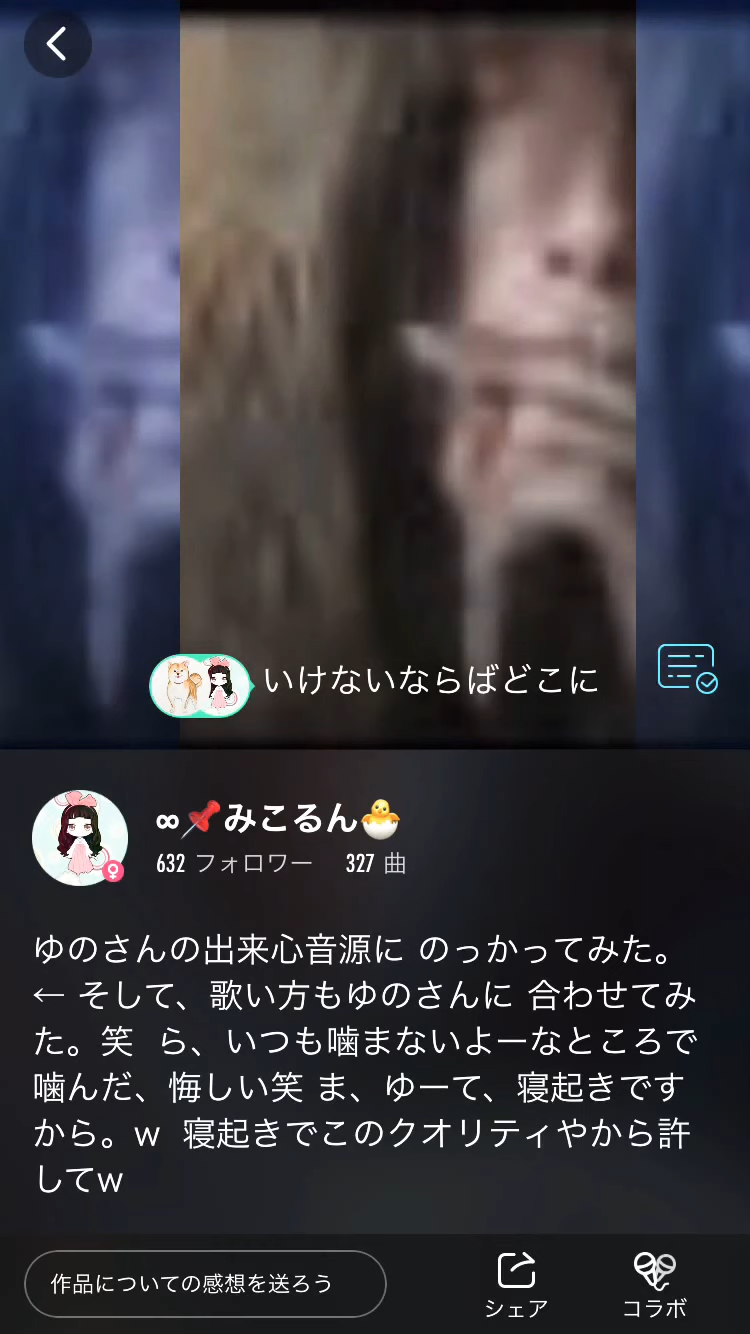 いけないならばどこに
∞📌みこるん🐣
632 フォロワー 327 曲
ゆのさんの出来心音源に のっかってみた。
← そして、歌い方もゆのさんに 合わせてみ
た。笑 ら、いつも噛まないよーなところで
噛んだ、悔しい笑 ま、ゆーて、寝起きです
から。w 寝起きでこのクオリティやから許
してw
作品についての感想を送ろう
シェア
コラボ